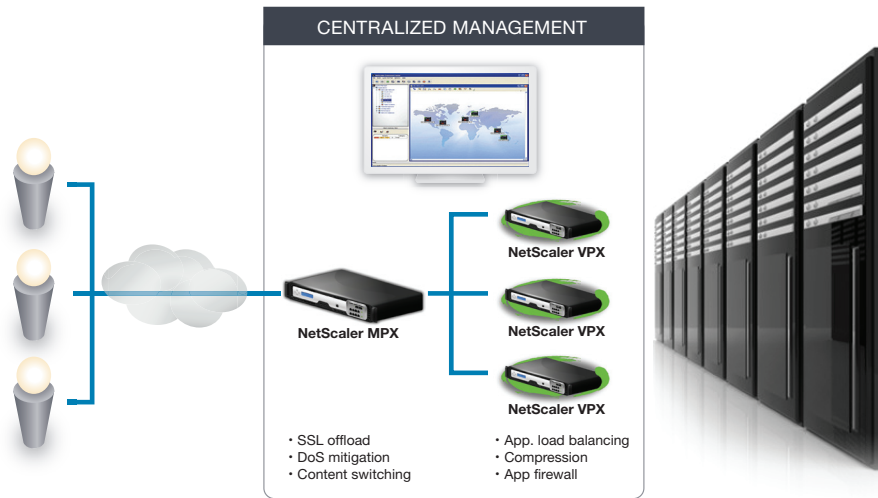 CENTRALIZED MANAGEMENT
NetScaler VPX
NetScaler MPX
NetScaler VPX
NetScaler VPX
· SSL offload
· DoS mitigation
· Content switching
· App. load balancing
· Compression
· App firewall